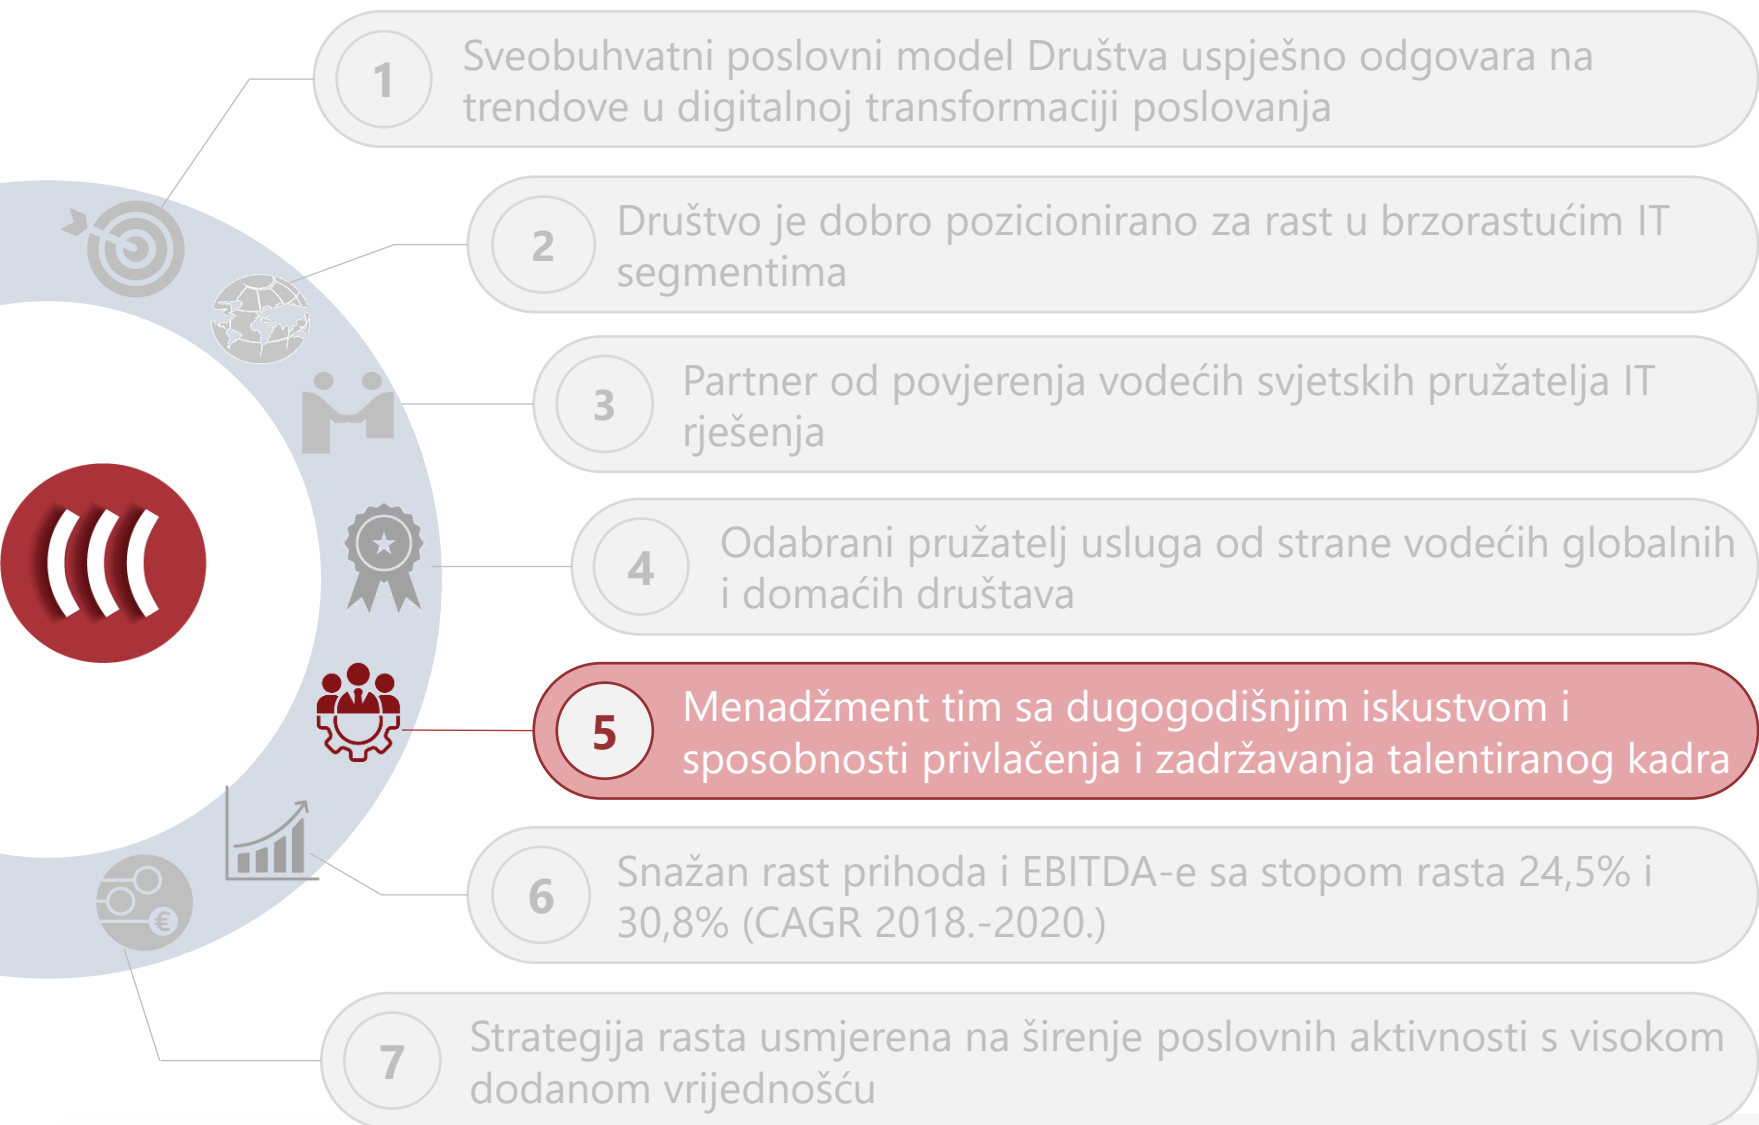 1
Sveobuhvatni poslovni model Društva uspješno odgovara na
trendove u digitalnoj transformaciji poslovanja
2
Društvo je dobro pozicionirano za rast u brzorastućim IT
segmentima
3
Partner od povjerenja vodećih svjetskih pružatelja IT
rješenja
4
Odabrani pružatelj usluga od strane vodećih globalnih
i domaćih društava
5
Menadžment tim sa dugogodišnjim iskustvom i
sposobnosti privlačenja i zadržavanja talentiranog kadra
6
Snažan rast prihoda i EBITDA-e sa stopom rasta 24,5% i
30,8% (CAGR 2018.-2020.)
€
7
Strategija rasta usmjerena na širenje poslovnih aktivnosti s visokom
dodanom vrijednošću